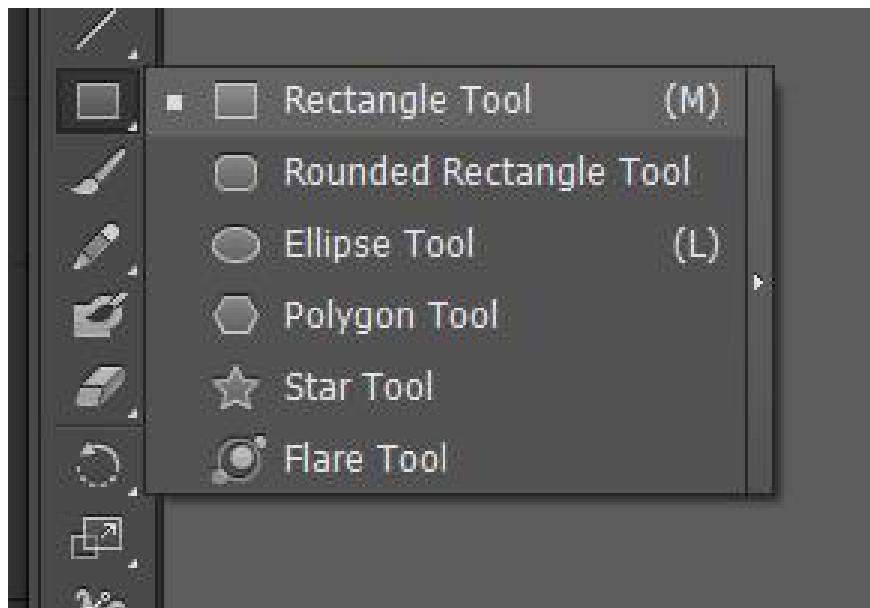 Rectangle Tool (M)
Rounded Rectangle Tool
Ellipse Tool (L)
Polygon Tool
Star Tool
Flare Tool